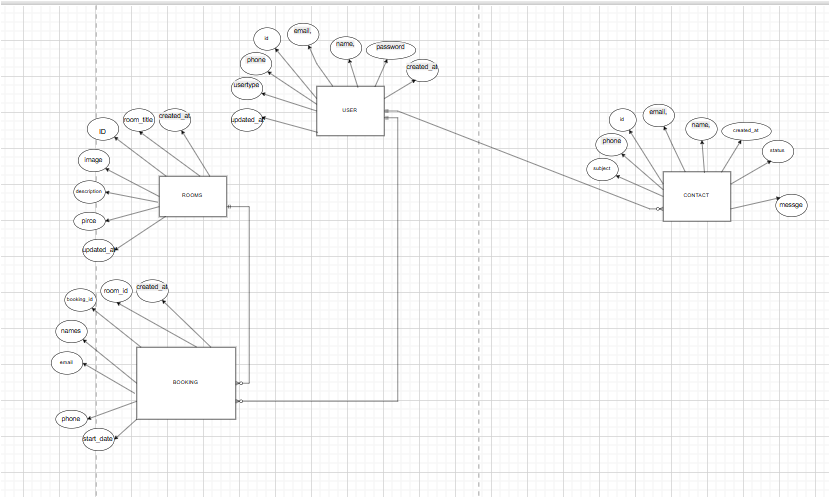 id
email,
name,
password
phone
created_at
usertype
updated_at
USER
ID
room_title
created_at,
image
description
pirce
updated_at
ROOMS
id
email,
name,
created_at
phone
status
subject
messge
CONTACT
booking_id
room_id
created_at
names
email
phone
start_date
BOOKING